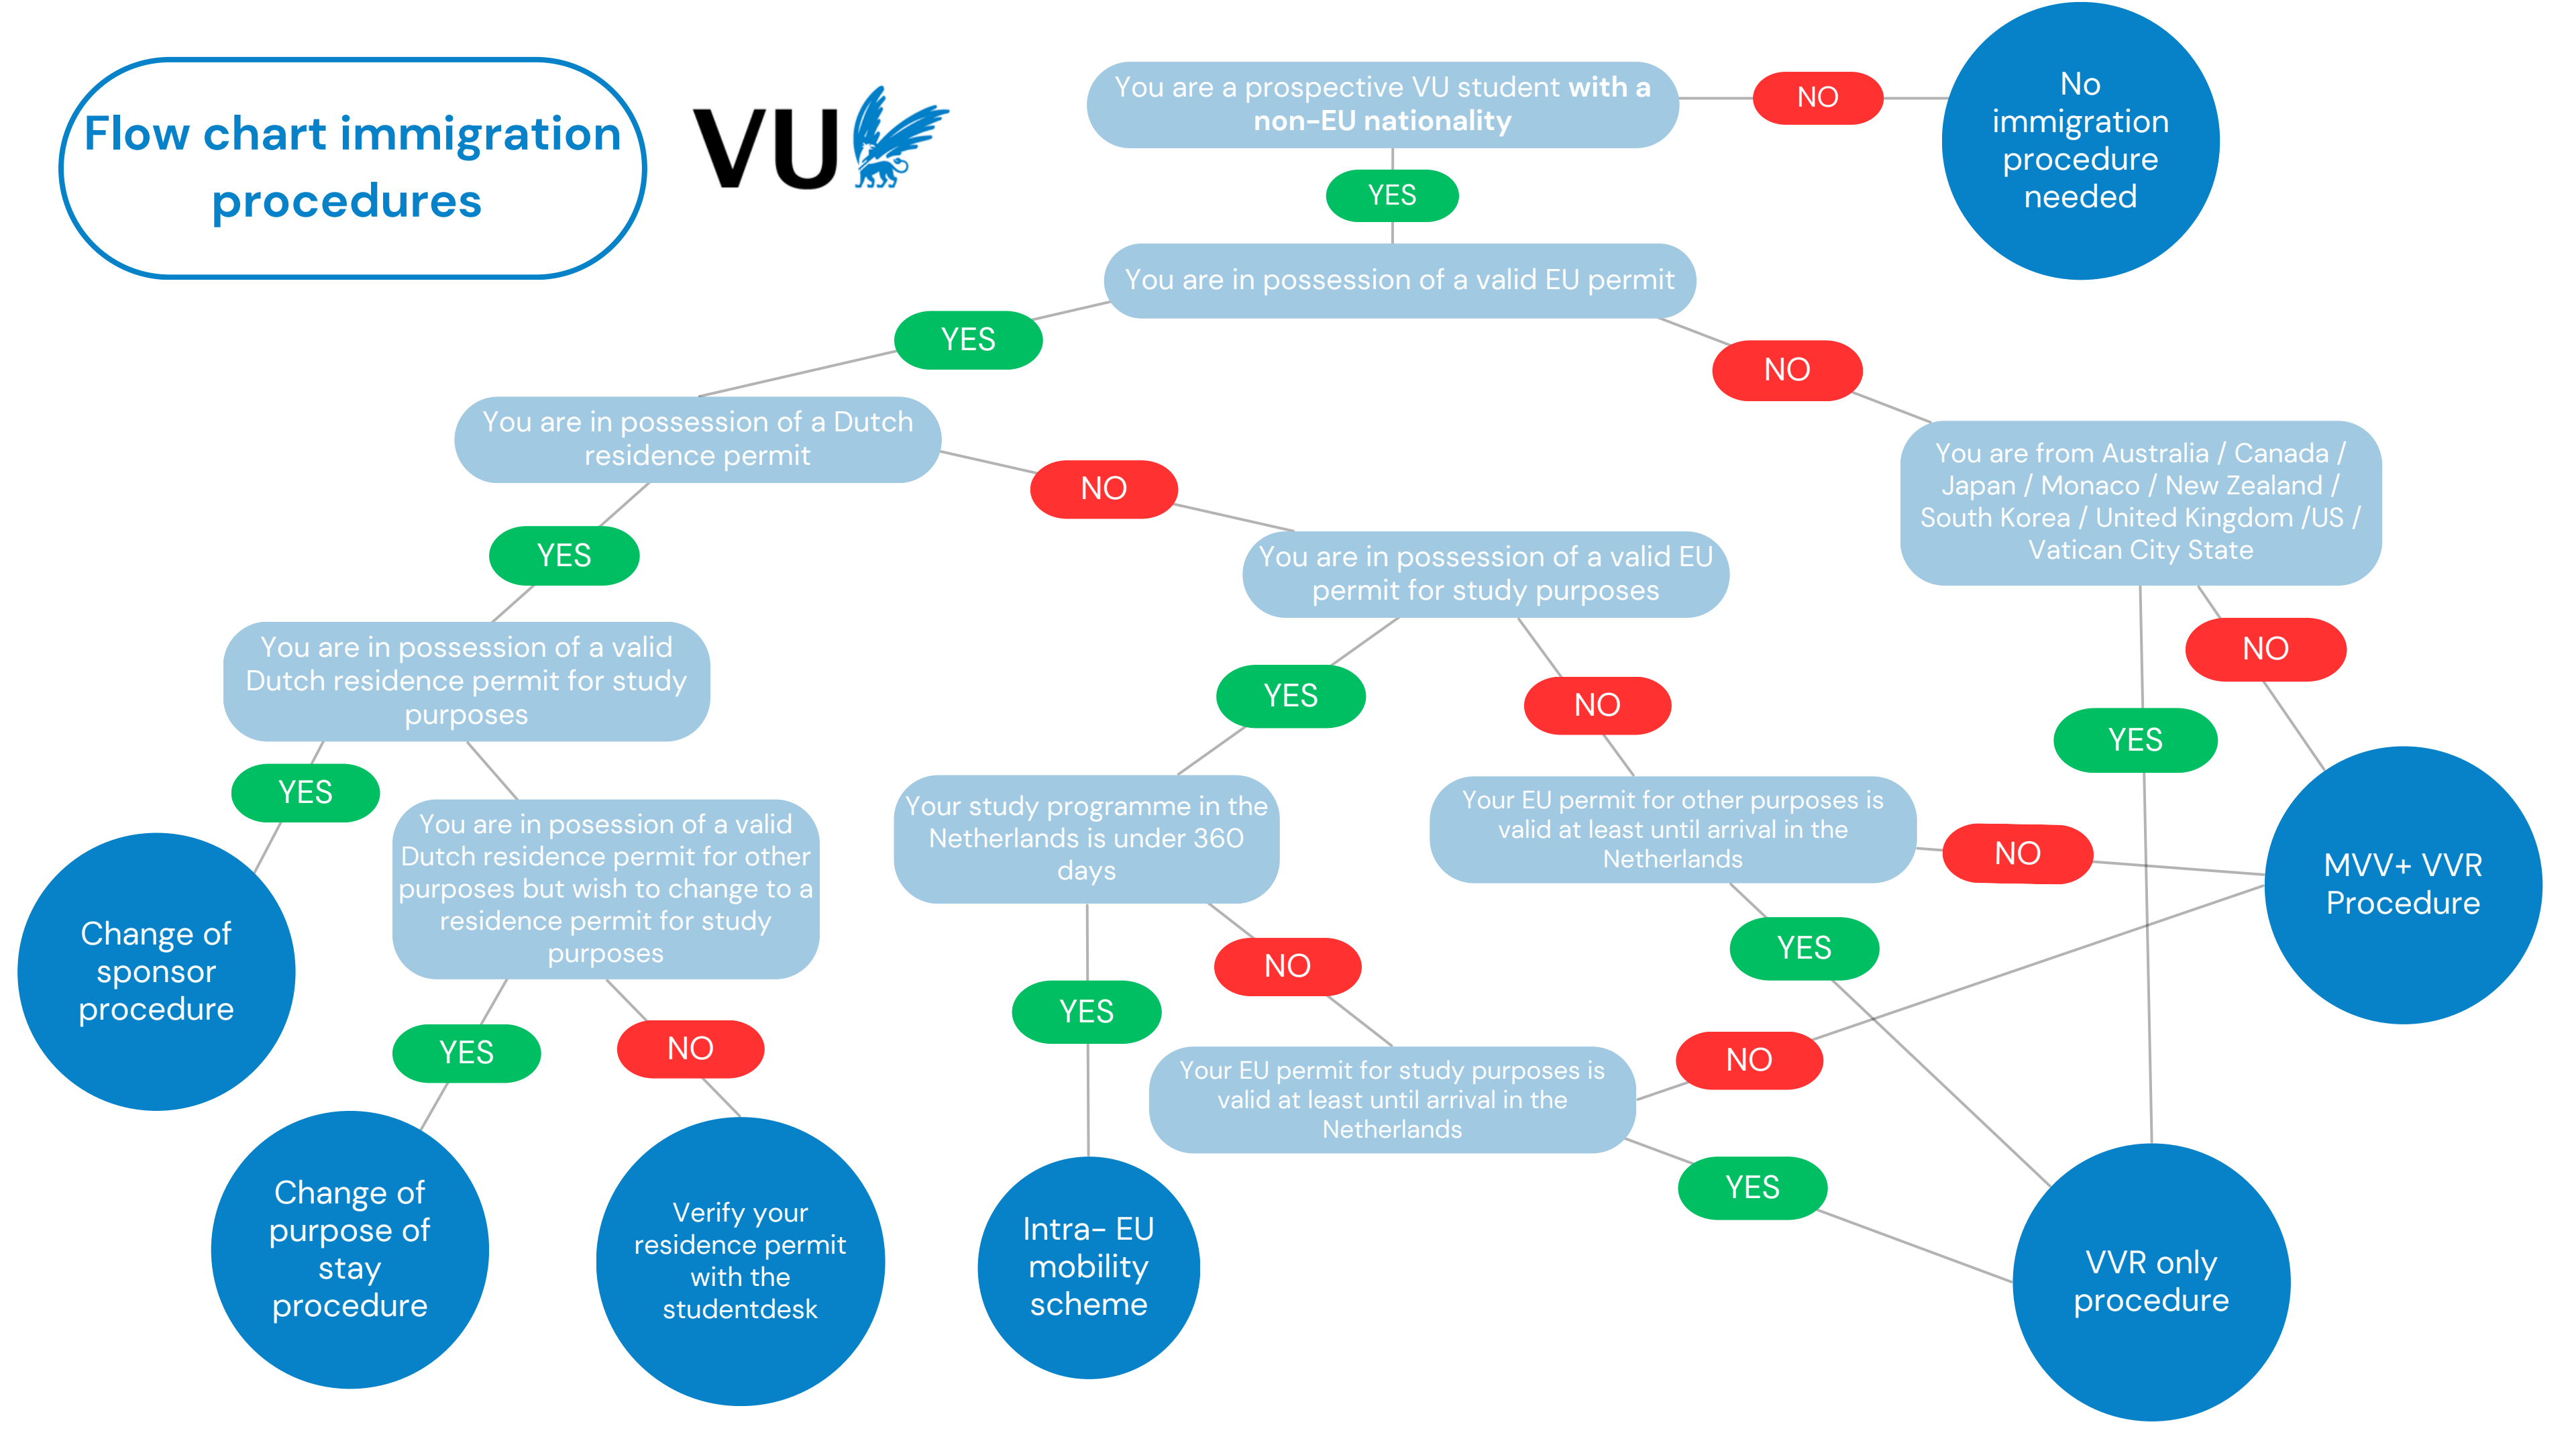 Flow chart immigration
procedures
VU
You are a prospective VU student with a
non-EU nationality
NO
No
immigration
procedure
needed
YES
You are in possession of a valid EU permit
YES
NO
You are in possession of a Dutch
residence permit
NO
You are from Australia / Canada /
Japan / Monaco / New Zealand /
South Korea / United Kingdom /US /
Vatican City State
YES
You are in possession of a valid EU
permit for study purposes
You are in possession of a valid
Dutch residence permit for study
purposes
YES
NO
NO
YES
YES
You are in posession of a valid
Dutch residence permit for other
purposes but wish to change to a
residence permit for study
purposes
Your study programme in the
Netherlands is under 360
days
Your EU permit for other purposes is
valid at least until arrival in the
Netherlands
NO
MVV+ VVR
Procedure
Change of
sponsor
procedure
NO
YES
YES
YES
NO
NO
Your EU permit for study purposes is
valid at least until arrival in the
Netherlands
YES
Change of
purpose of
stay
procedure
Verify your
residence permit
with the
studentdesk
Intra- EU
mobility
scheme
VVR only
procedure